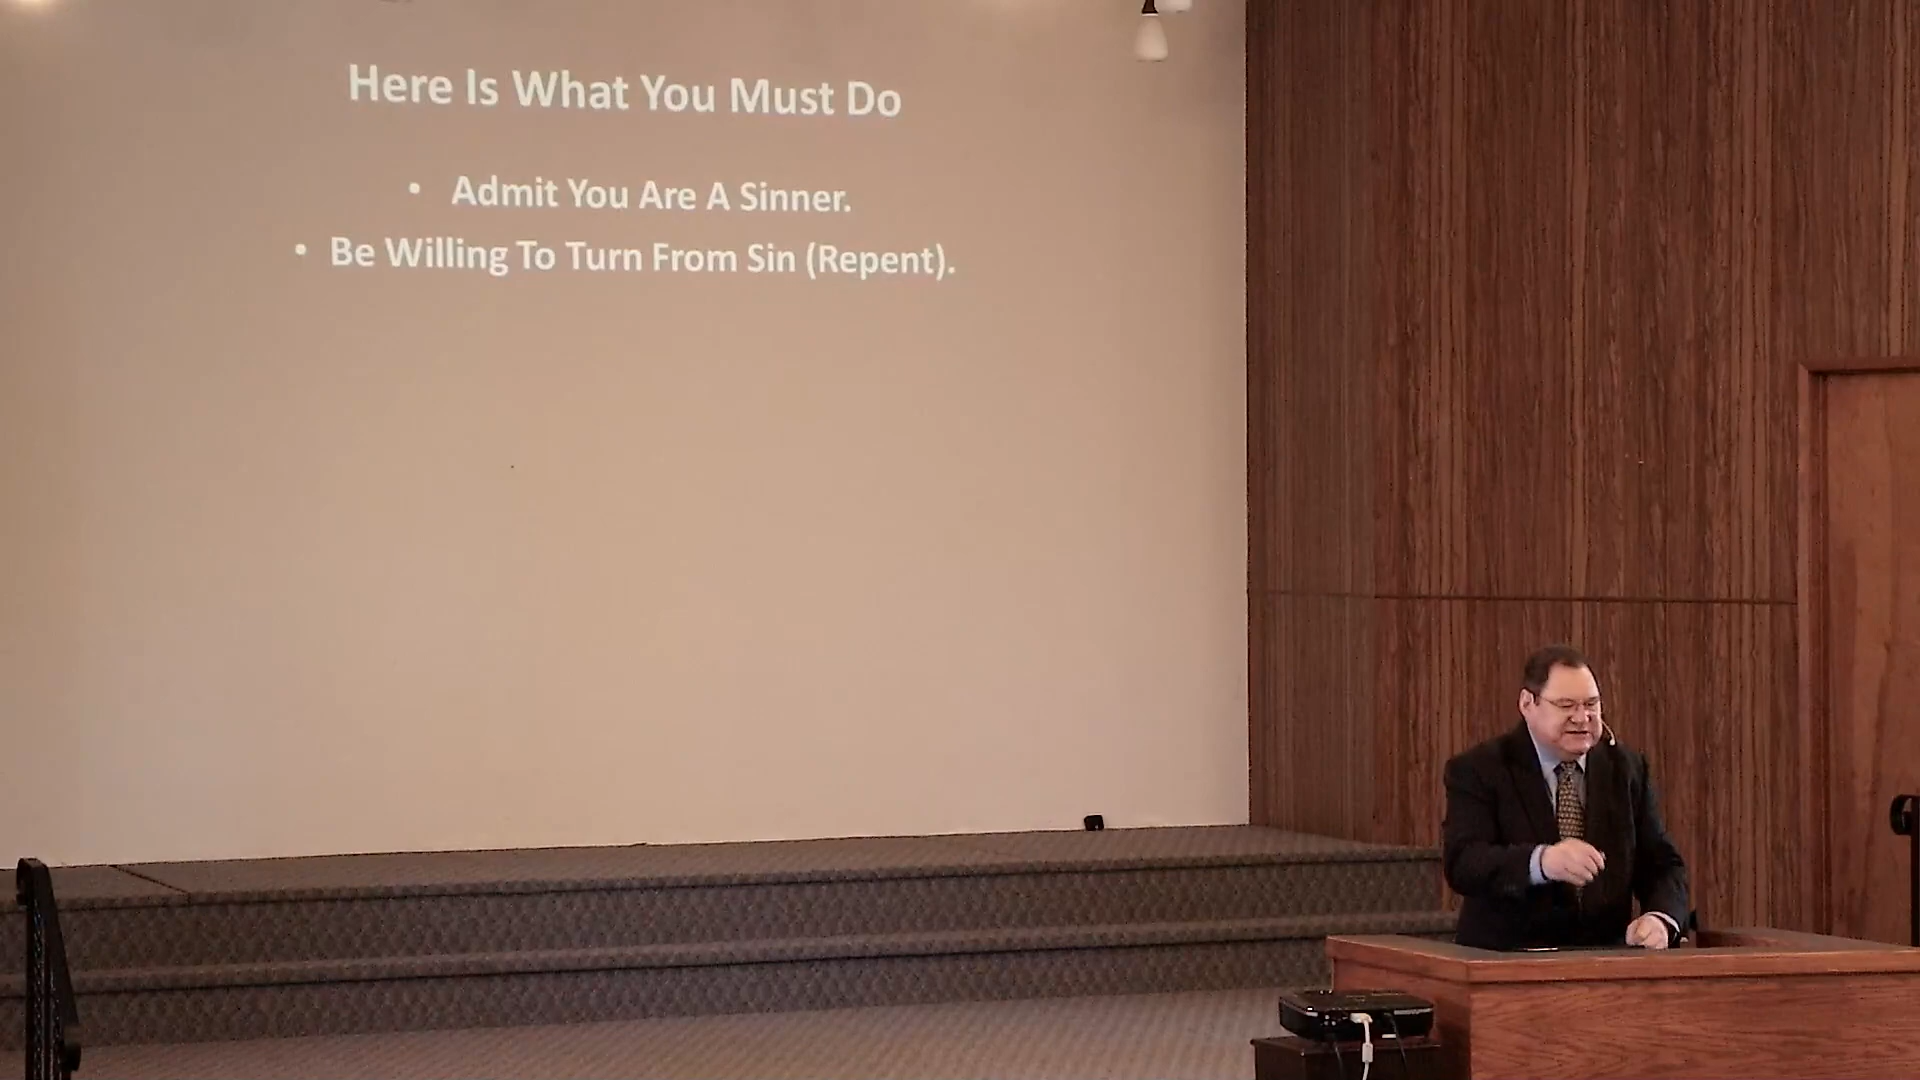 Here Is What You Must Do
• Admit You Are A Sinner.
• Be Willing To Turn From Sin (Repent).